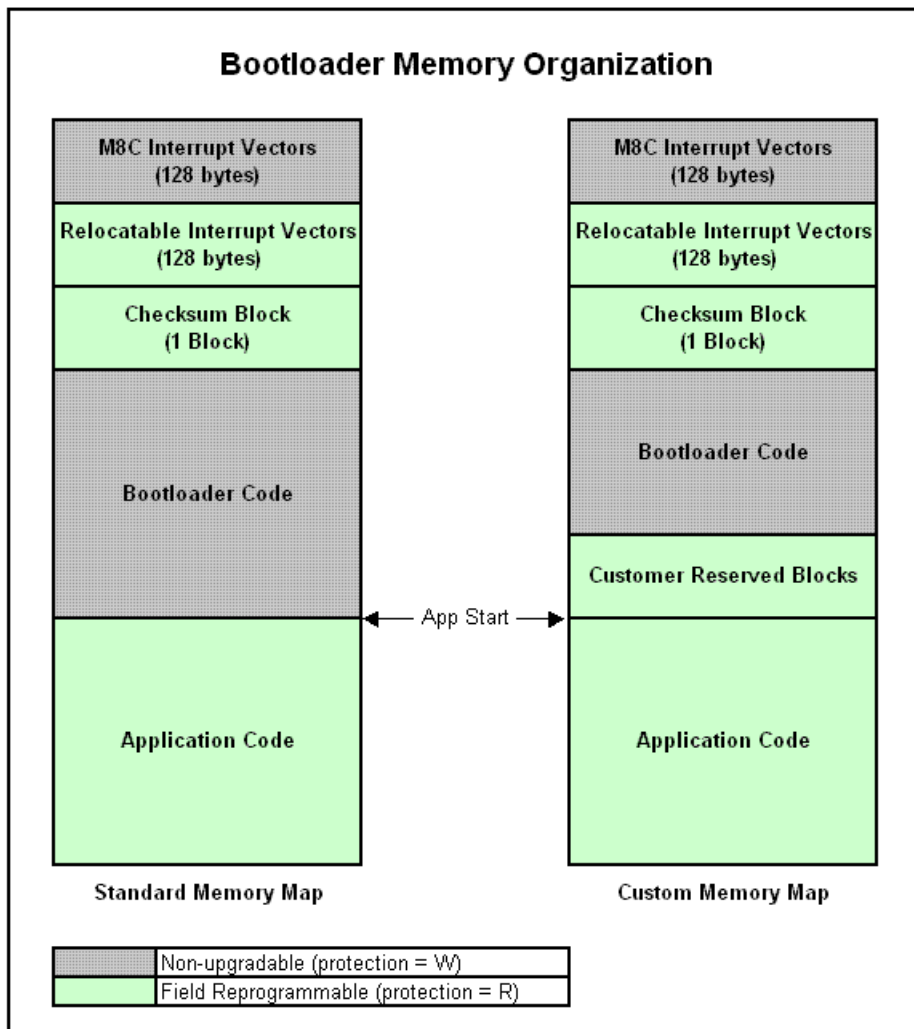 Bootloader Memory Organization
M8C Interrupt Vectors
(128 bytes)
Relocatable Interrupt Vectors
(128 bytes)
Checksum Block
(1 Block)
Bootloader Code
Application Code
Standard Memory Map
App Start
M8C Interrupt Vectors
(128 bytes)
Relocatable Interrupt Vectors
(128 bytes)
Checksum Block
(1 Block)
Bootloader Code
Customer Reserved Blocks
Application Code
Custom Memory Map
Non-upgradable (protection = W)
Field Reprogrammable (protection = R)